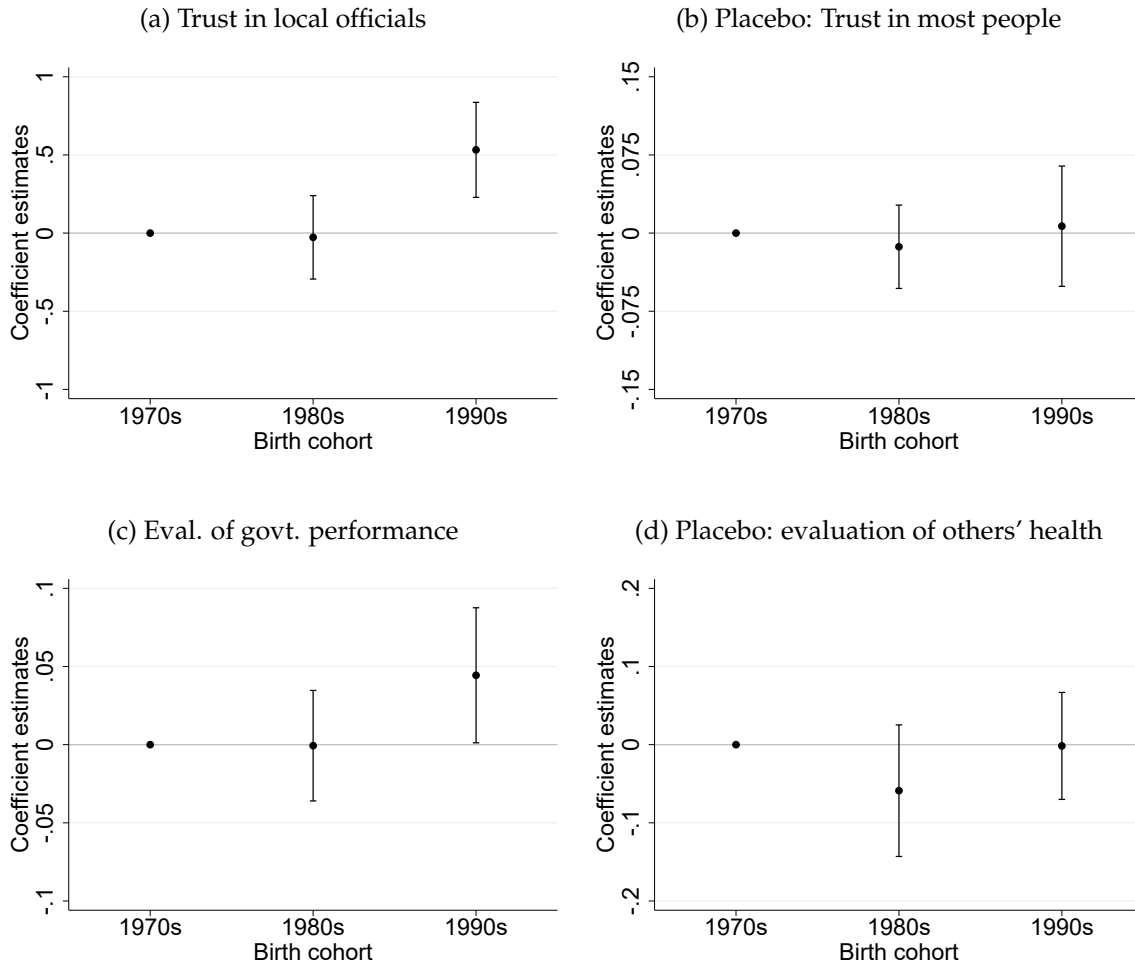 (a) Trust in local officials
Coefficient estimates
1
.5
0
-.5
-1
1970s 1980s 1990s
Birth cohort
(b) Placebo: Trust in most people
Coefficient estimates
.15
.075
0
-.075
-.15
1970s 1980s 1990s
Birth cohort
(c) Eval. of govt. performance
Coefficient estimates
.1
.05
0
-.05
-.1
1970s 1980s 1990s
Birth cohort
(d) Placebo: evaluation of others' health
Coefficient estimates
.2
.1
0
-.1
-.2
1970s 1980s 1990s
Birth cohort